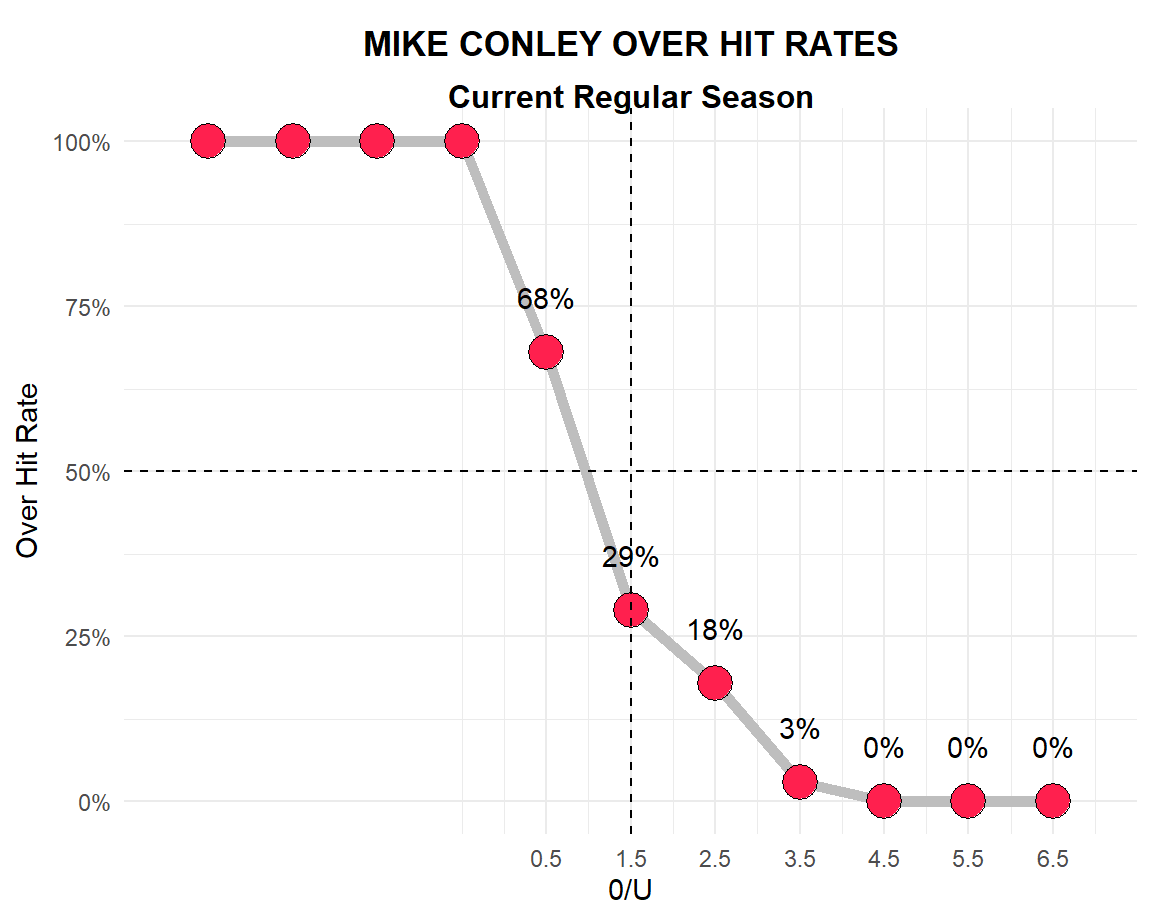 MIKE CONLEY OVER HIT RATES
Current Regular Season
100%
75%
50%
25%
0%
Over Hit Rate
68%
29%
18%
3%
0%
0%
0%
0.5 1.5 2.5 3.5 4.5 5.5 6.5
0/U